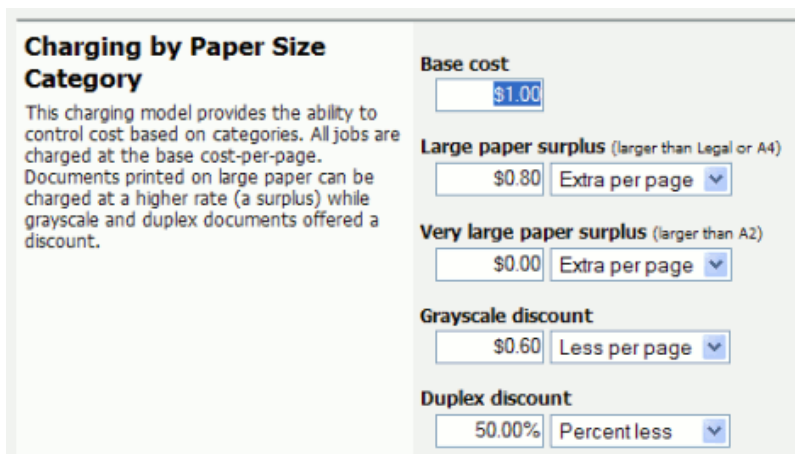 Charging by Paper Size
Category
This charging model provides the ability to
control cost based on categories. All jobs are
charged at the base cost-per-page.
Documents printed on large paper can be
charged at a higher rate (a surplus) while
grayscale and duplex documents offered a
discount.
Base cost
$1.00
Large paper surplus (larger than Legal or A4)
$0.80 Extra per page
Very large paper surplus (larger than A2)
$0.00 Extra per page
Grayscale discount
$0.60 Less per page
Duplex discount
50.00% Percent less